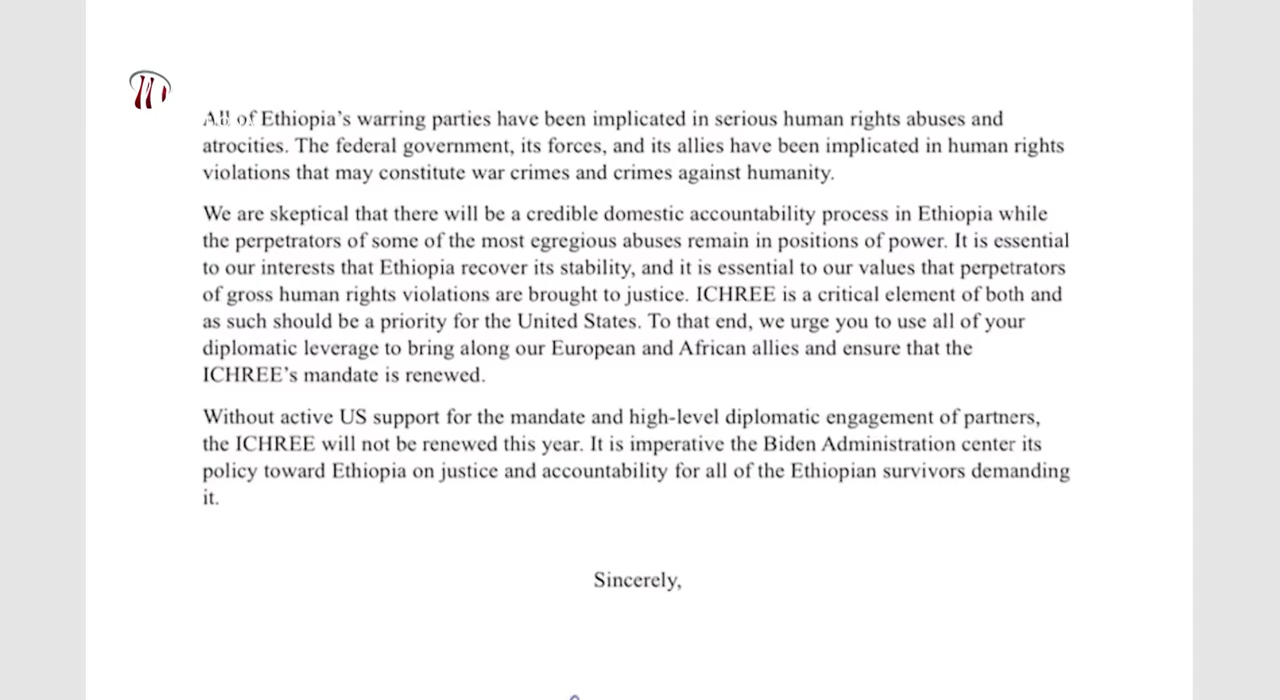 All of Ethiopia's warring parties have been implicated in serious human rights abuses and
atrocities. The federal government, its forces, and its allies have been implicated in human rights
violations that may constitute war crimes and crimes against humanity.
We are skeptical that there will be a credible domestic accountability process in Ethiopia while
the perpetrators of some of the most egregious abuses remain in positions of power. It is essential
to our interests that Ethiopia recover its stability, and it is essential to our values that perpetrators
of gross human rights violations are brought to justice. ICHREE is a critical element of both and
as such should be a priority for the United States. To that end, we urge you to use all of your
diplomatic leverage to bring along our European and African allies and ensure that the
ICHREE's mandate is renewed.
Without active US support for the mandate and high-level diplomatic engagement of partners,
the ICHREE will not be renewed this year. It is imperative the Biden Administration center its
policy toward Ethiopia on justice and accountability for all of the Ethiopian survivors demanding
it.
Sincerely,